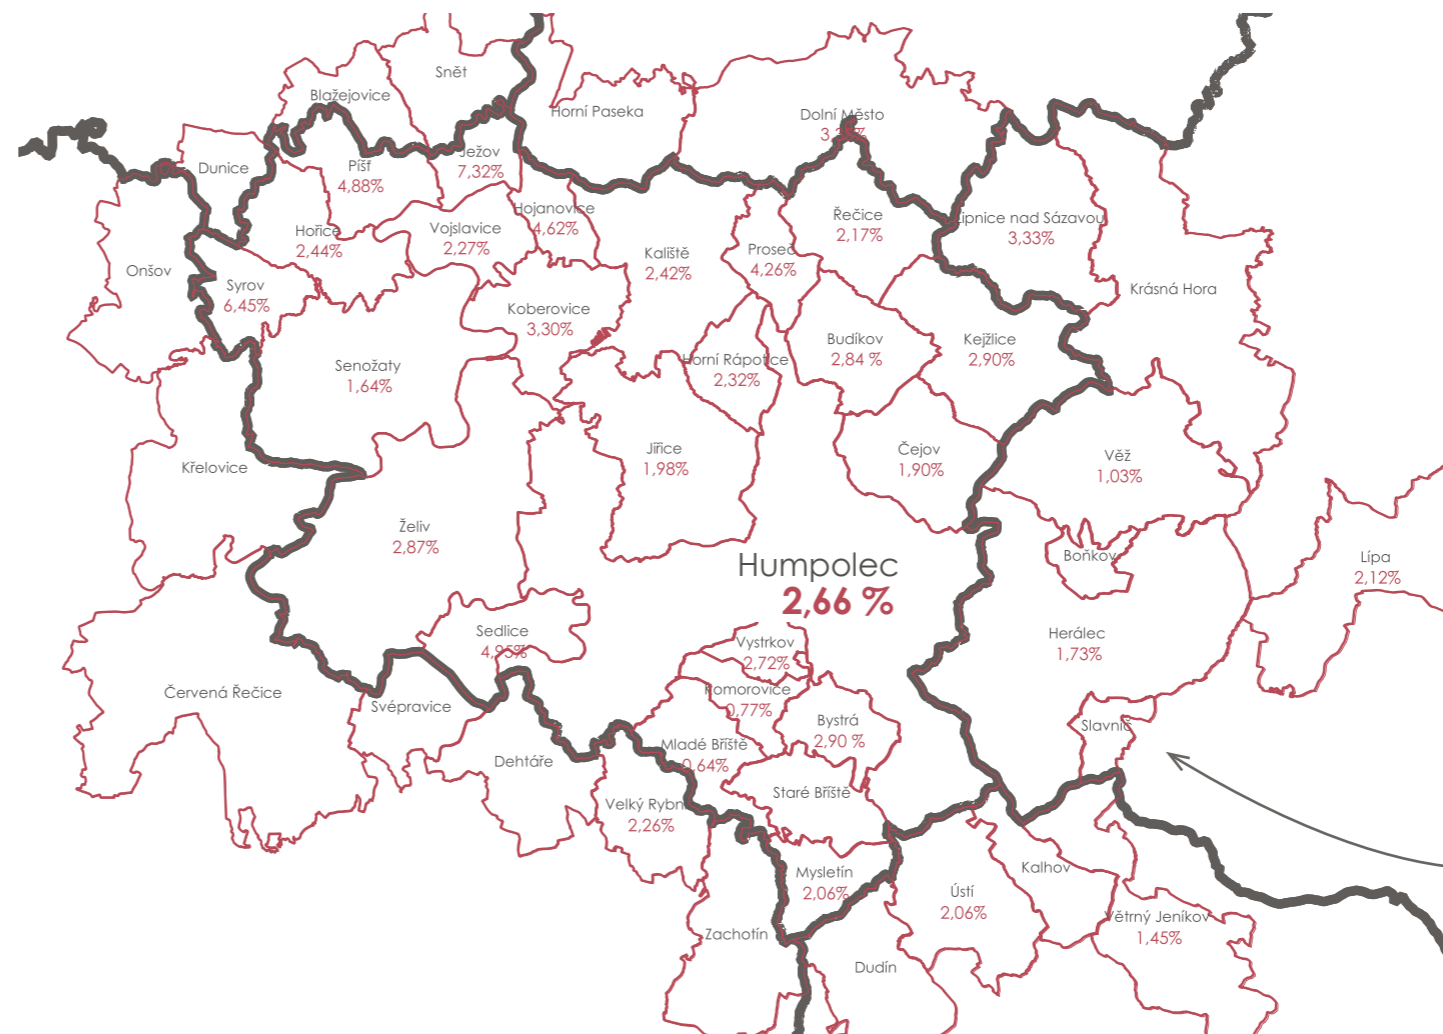 Snět
Blažejovice
Horní Paseka
Dolní Město
Dunice
Píšť
4,88%
Ježov
7,32%
Hojanovice
4,62%
Řečice
2,17%
Lipnice nad Sázavou
3,33%
Hořice
2,44%
Vojslavice
2,27%
Kaliště
2,42%
Proseč
4,26%
Onšov
Syrov
6,45%
Krásná Hora
Koberovice
3,30%
Budíkov
2,84 %
Kejžlice
2,90%
Senožaty
1,64%
Horní Rápotice
2,32%
Křelovice
Jiřice
1,98%
Čejov
1,90%
Věž
1,03%
Želiv
2,87%
Humpolec
2,66 %
Boňkov
Lípa
2,12%
Sedlice
4,95%
Vystrkov
2,72%
Herálec
1,73%
Červená Řečice
Svépravice
Komorovice
0,77%
Bystrá
2,90 %
Slavníč
Dehtáře
Mladé Bříště
0,64%
Staré Bříště
Velký Rybn
2,26%
Mysletín
2,06%
Kalhov
Ústí
2,06%
Větrný Jeníkov
1,45%
Zachotín
Dudín